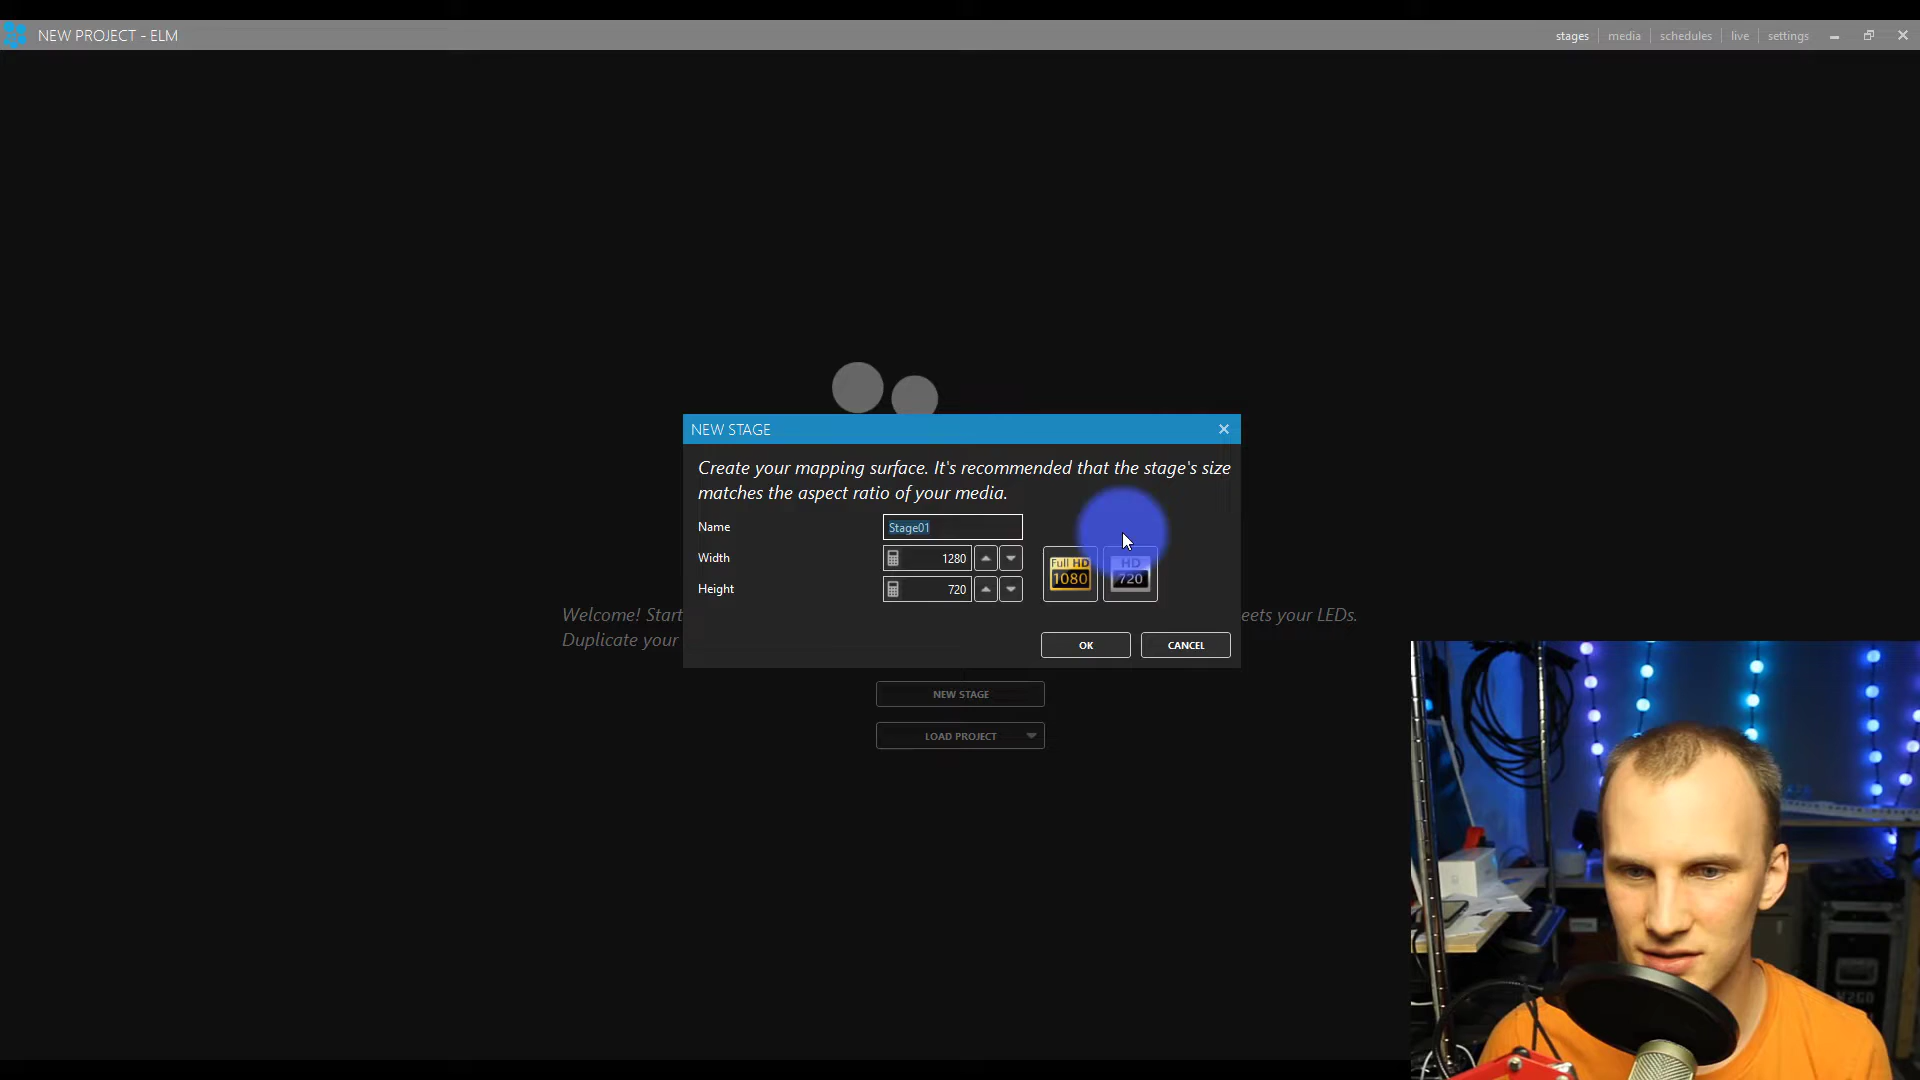 NEW PROJECT - ELM
stages
media
schedules
live
settings
NEW STAGE
Create your mapping surface. It's recommended that the stage's size
matches the aspect ratio of your media.
Name
Stage01
Width
1280
Height
720
Full HD
1080
HD
720
Welcome! Start
eets your LEDs.
Duplicate your
OK
CANCEL
NEW STAGE
LOAD PROJECT